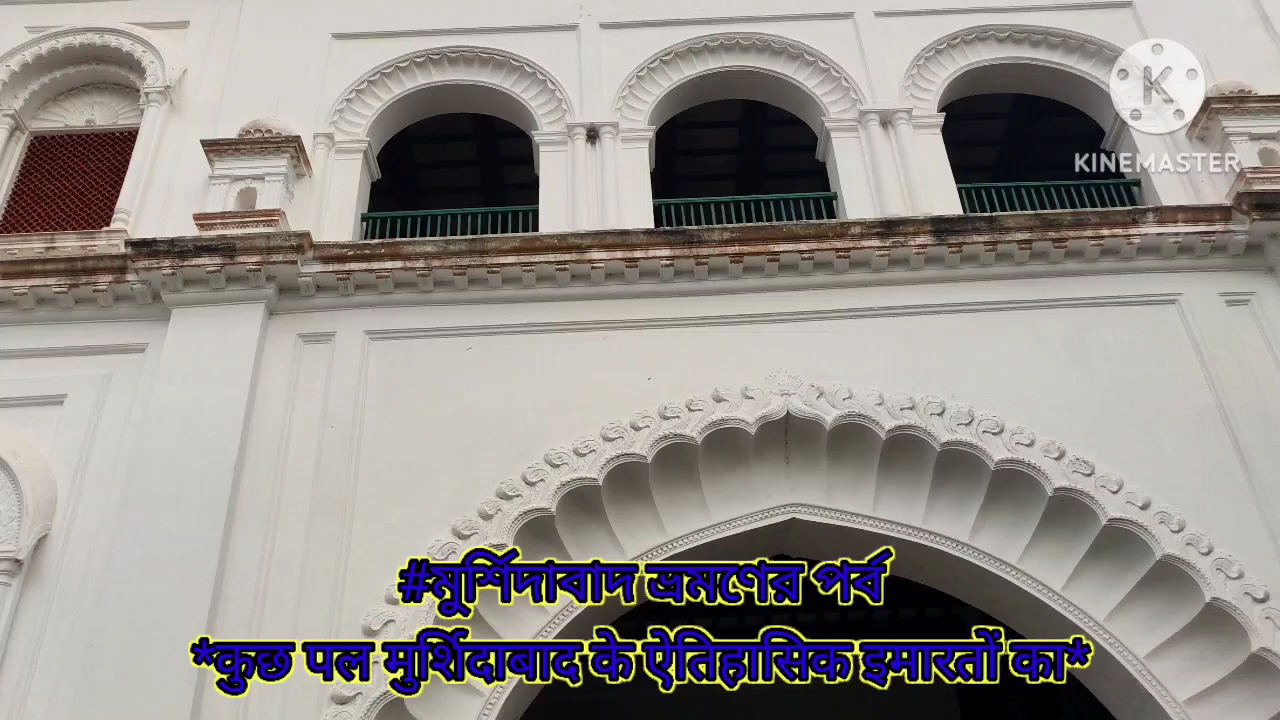 K
KINEMASTER
#মুর্শিদাবাদ ভ্রমণের পর্ব
*कुछ पल मुर्शिदाबाद के ऐतिहासिक इमारतों का*